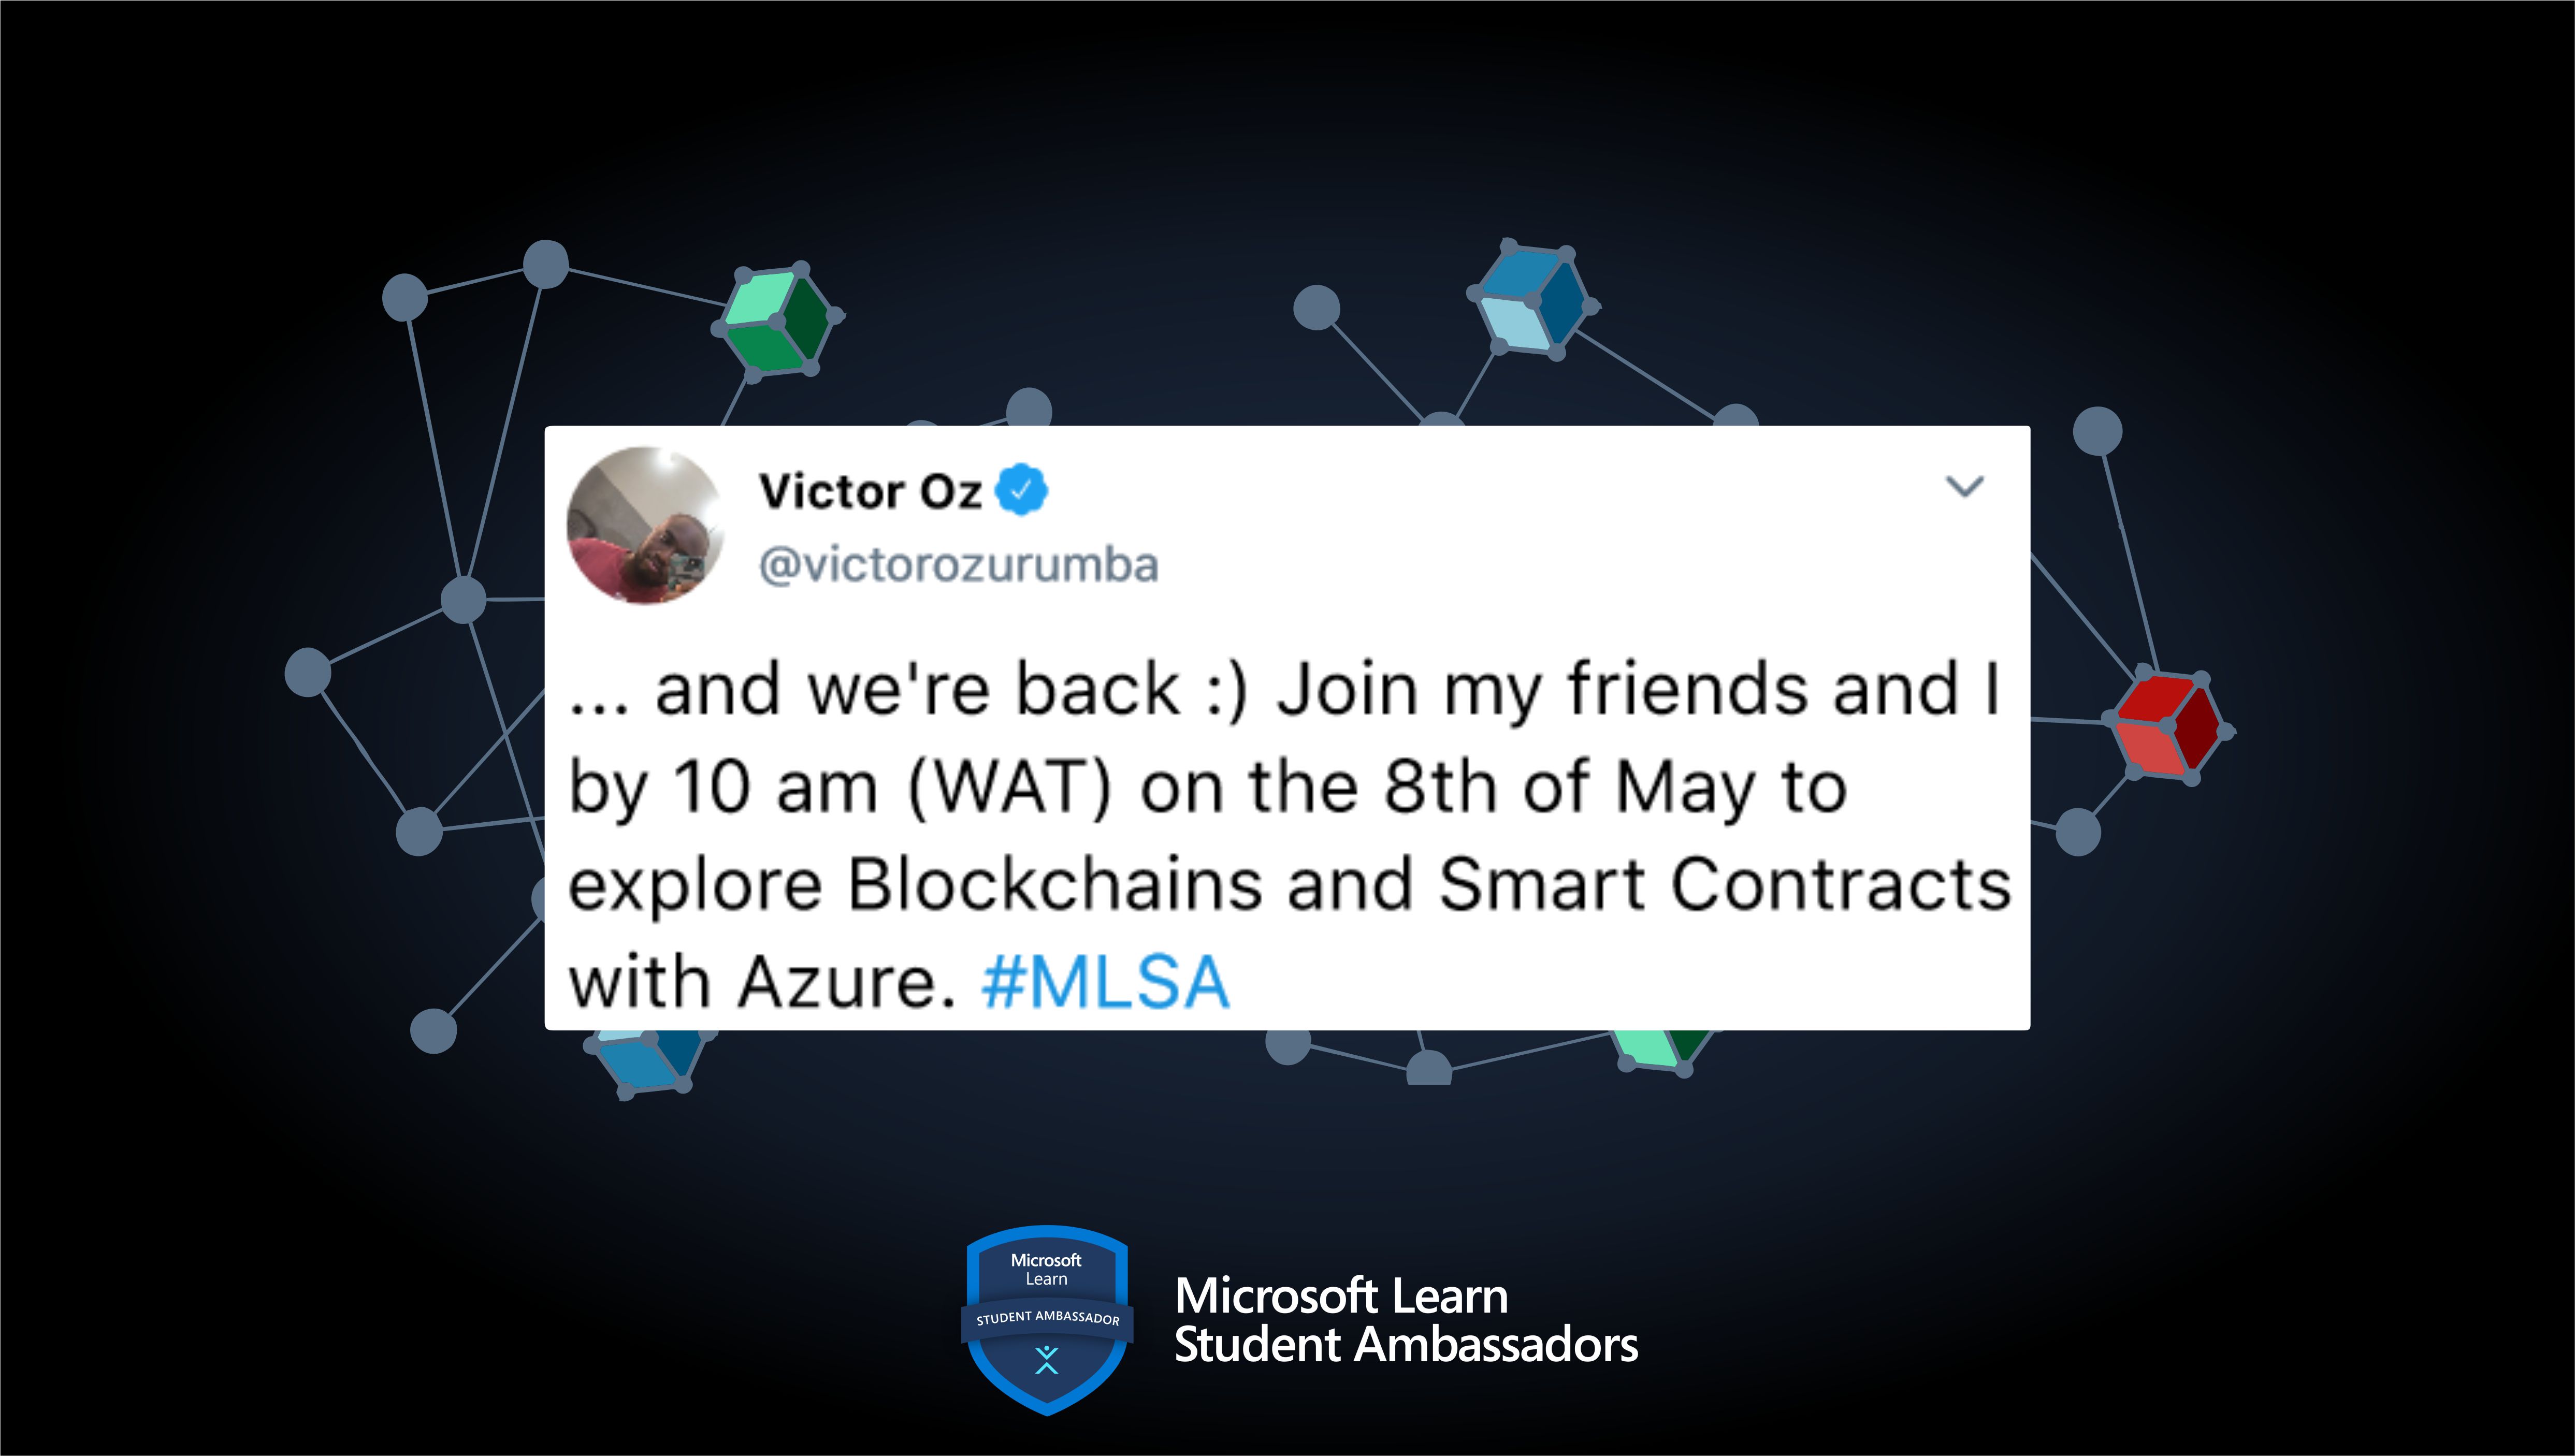 Victor Oz
@victorozurumba
... and we're back :) Join my friends and I
by 10 am (WAT) on the 8th of May to
explore Blockchains and Smart Contracts
with Azure. #MLSA
Microsoft
Learn
STUDENT AMBASSADOR
Microsoft Learn
Student Ambassadors